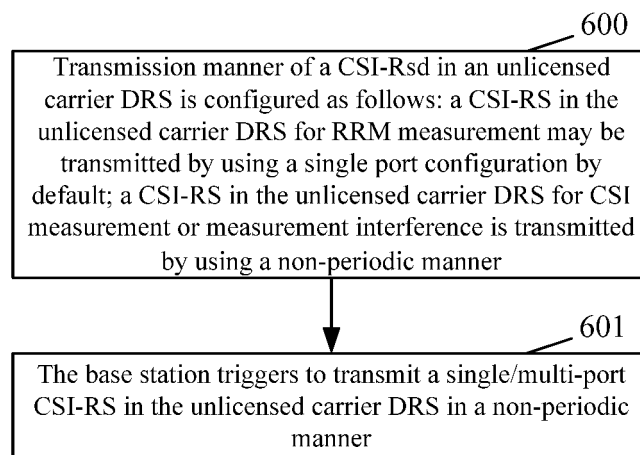 600
Transmission manner of a CSI-Rsd in an unlicensed
carrier DRS is configured as follows: a CSI-RS in the
unlicensed carrier DRS for RRM measurement may be
transmitted by using a single port configuration by
default; a CSI-RS in the unlicensed carrier DRS for CSI
measurement or measurement interference is transmitted
by using a non-periodic manner
601
The base station triggers to transmit a single/multi-port
CSI-RS in the unlicensed carrier DRS in a non-periodic
manner